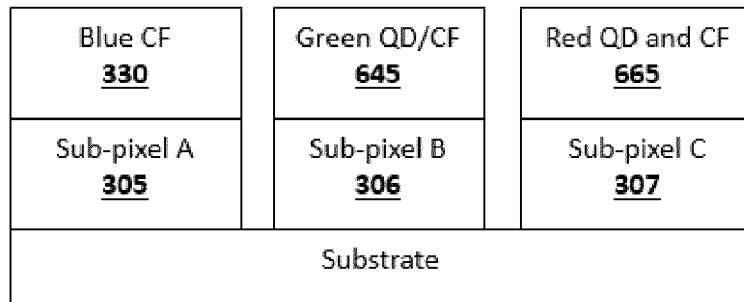 Blue CF
330
Green QD/CF
645
Red QD and CF
665
Sub-pixel A
305
Sub-pixel B
306
Sub-pixel C
307
Substrate